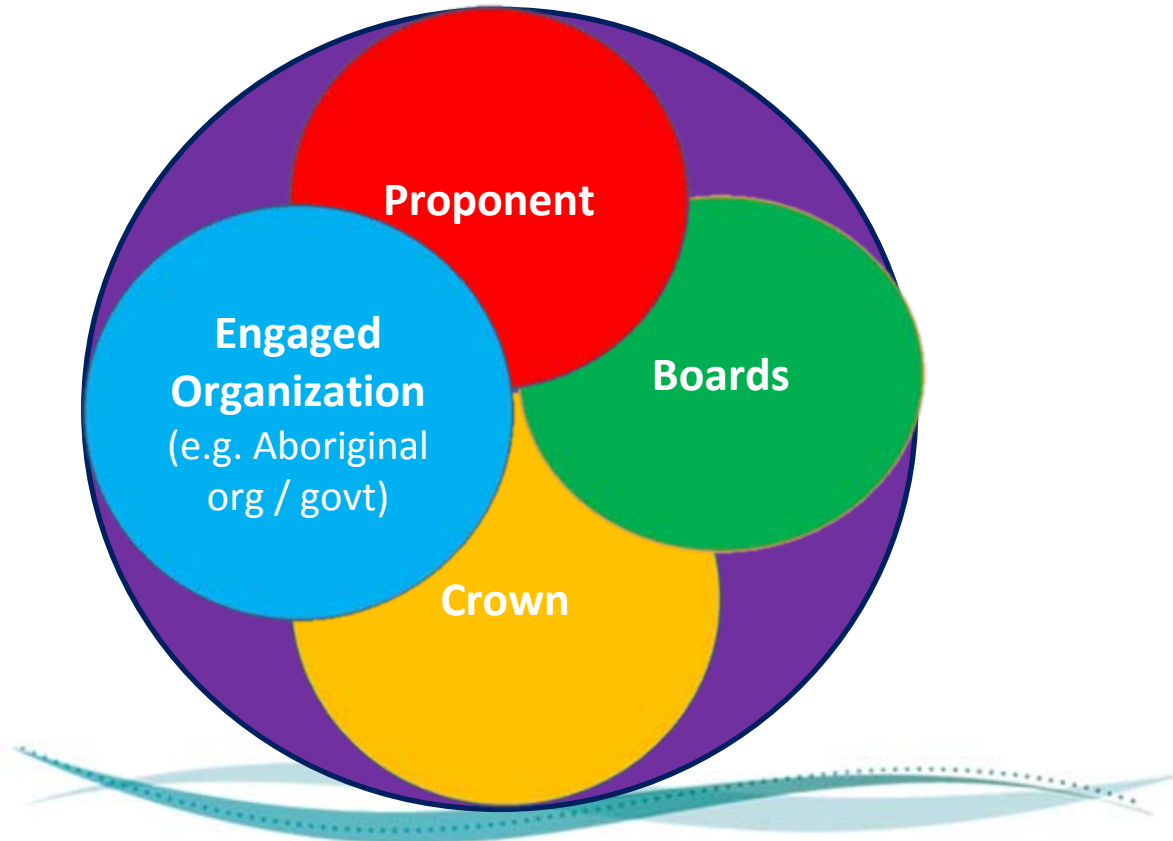 Proponent
Engaged
Organization
(e.g. Aboriginal
org / govt)
Boards
Crown